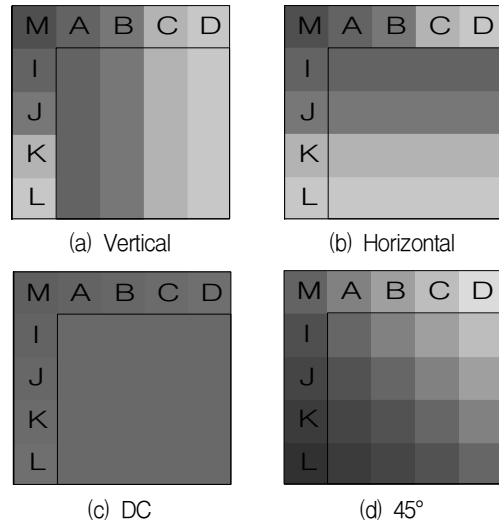 M A B C D
I
J
K
L
(a) Vertical
M A B C D
I
J
K
L
(b) Horizontal
M A B C D
I
J
K
L
(c) DC
M A B C D
I
J
K
L
(d) 45°